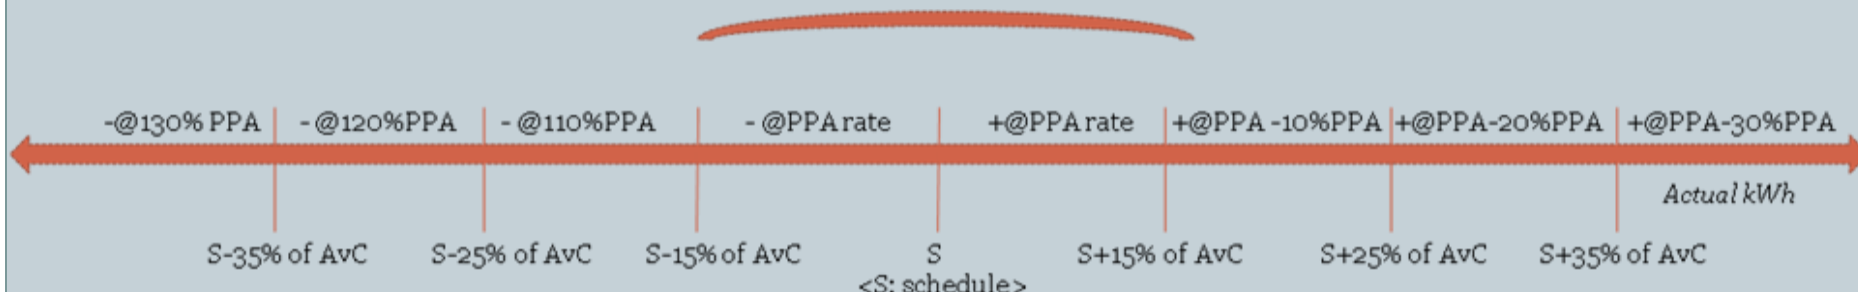 -@130% PPA - @120%PPA - @110%PPA - @PPA rate +@PPA rate +@PPA -10%PPA +@PPA-20%PPA +@PPA-30%PPA
Actual kWh
S-35% of AvC S-25% of AvC S-15% of AvC S S+15% of AvC S+25% of AvC S+35% of AvC
<S: schedule>